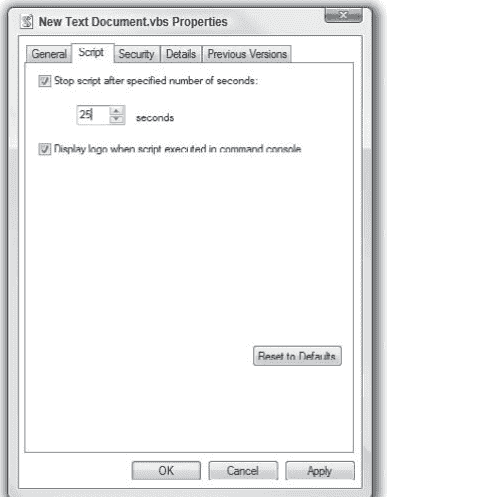 New Text Document.vbs Properties
General Script Security Details Previous Versions
Stop script after specified number of seconds:
25 seconds
Display logo when script executed in command console.
Reset to Defaults
OK Cancel Apply